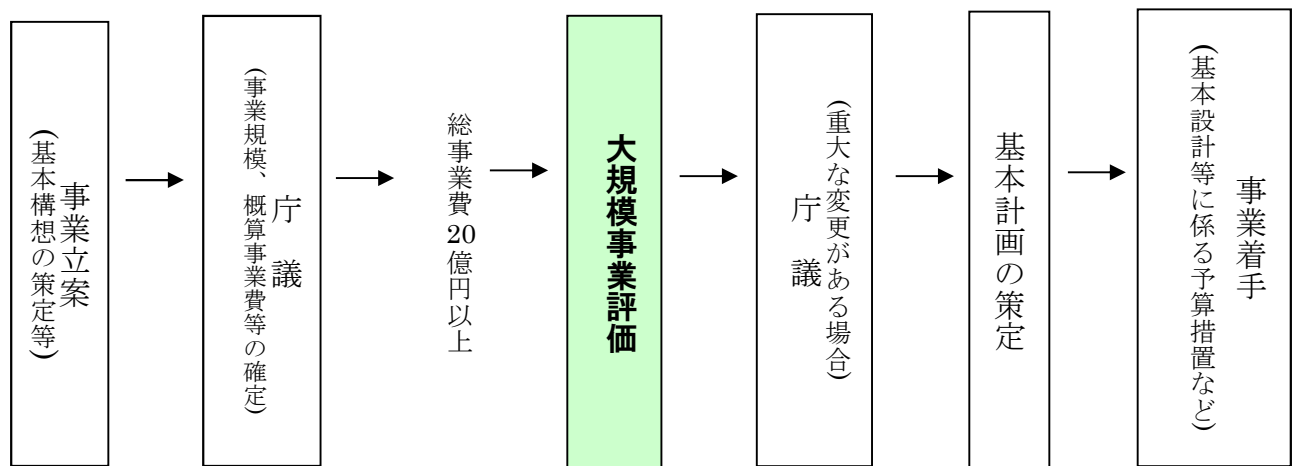 事業立案
(基本構想の策定等)
庁議
(事業規模、概算事業費等の確定)
総事業費20億円以上
大規模事業評価
庁議
(重大な変更がある場合)
基本計画の策定
事業着手
(基本設計等に係る予算措置など)